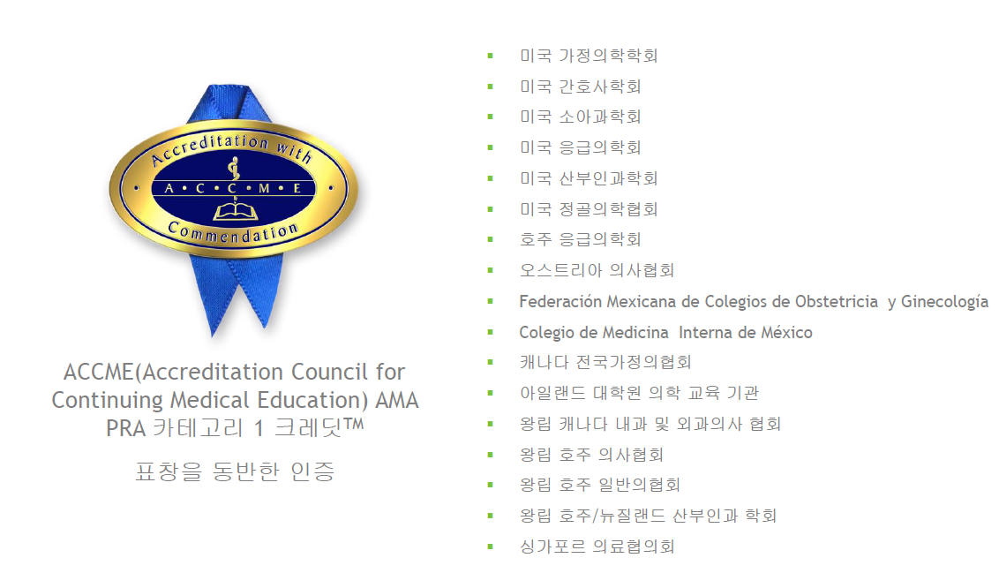 Accreditation with
A • C • C • M • E
Commendation
ACCME(Accreditation Council for
Continuing Medical Education) AMA
PRA 카테고리 1 크레딧™
표창을 동반한 인증
▪ 미국 가정의학학회
▪ 미국 간호사학회
▪ 미국 소아과학회
▪ 미국 응급의학회
▪ 미국 산부인과학회
▪ 미국 정골의학협회
▪ 호주 응급의학회
▪ 오스트리아 의사협회
▪ Federación Mexicana de Colegios de Obstetricia y Ginecología
▪ Colegio de Medicina Interna de México
▪ 캐나다 전국가정의협회
▪ 아일랜드 대학원 의학 교육 기관
▪ 왕립 캐나다 내과 및 외과의사 협회
▪ 왕립 호주 의사협회
▪ 왕립 호주 일반의협회
▪ 왕립 호주/뉴질랜드 산부인과 학회
▪ 싱가포르 의료협의회